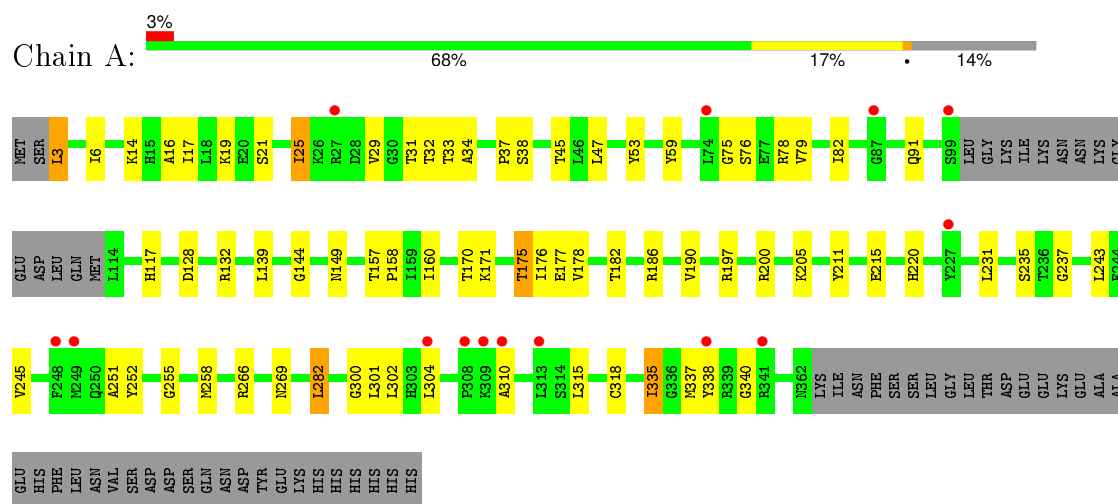 3%
Chain A:
68% 17% • 14%
MET SER L3 I6 K14 H15 A16 I17 L18 K19 E20 S21 I25 K26 R27 D28 V29 G30 T31 T32 T33 A34 P37 S38 T45 L46 L47 Y53 Y59 L74 G75 S76 E77 R78 V79 I82 G87 Q91 S99 LEU GLY LYS ILE LYS ASN ASN LYS GLY
GLU ASP LEU GLN MET L114 H117 D128 R132 L139 G144 N149 T157 P158 I159 I160 T170 K171 T175 I176 E177 V178 T182 R186 V190 R197 R200 K205 Y211 E215 H220 Y227 L231 S235 T236 G237 L243 E244
V245 F248 M249 Q250 A251 Y252 G255 M258 R266 N269 L282 G300 L301 L302 H303 L304 P308 K309 A310 L313 S314 L315 C318 I335 G336 M337 Y338 R339 G340 R341 N362 LYS ILE ASN PHE SER SER LEU GLY LEU THR ASP GLU GLU LYS GLU ALA ALA
GLU HIS PHE LEU ASN VAL SER ASP ASP SER GLN ASN ASP TYR GLU LYS HIS HIS HIS HIS HIS HIS